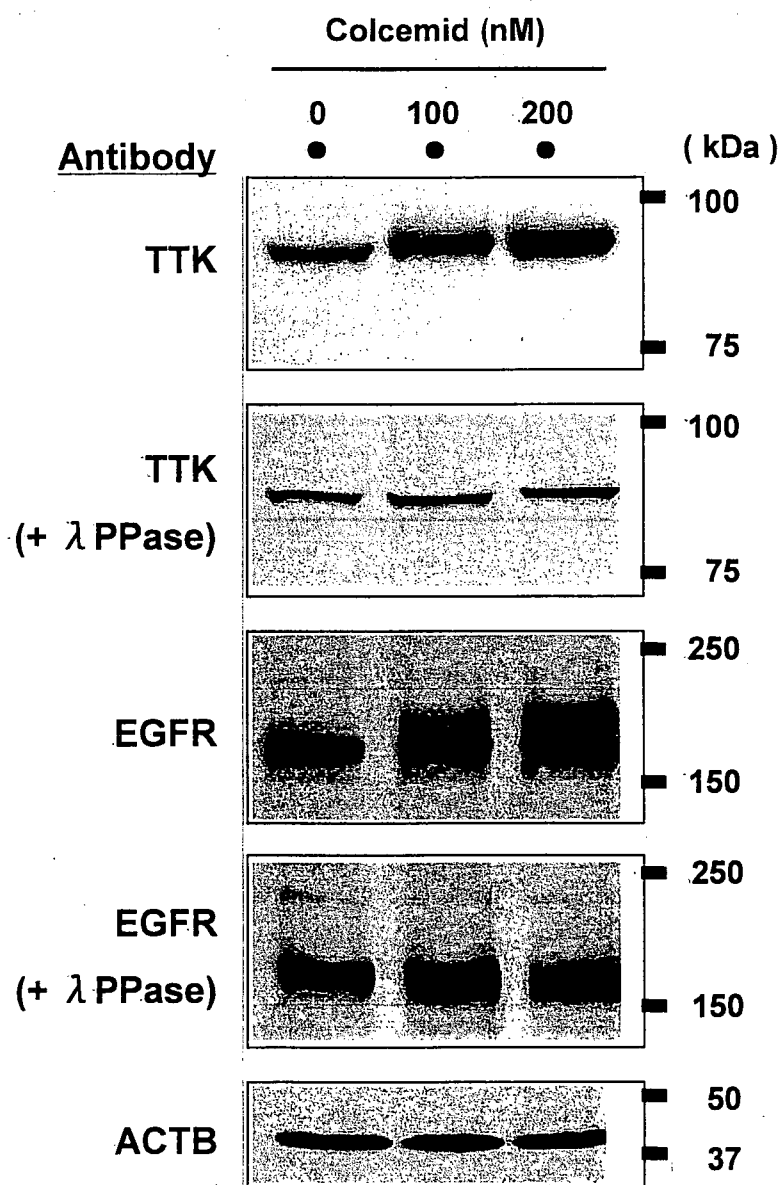 Colcemid (nM)
0 100 200
Antibody (kDa)
100
TTK
75
100
TTK
(+ λ PPase)
75
250
EGFR
150
250
EGFR
(+ λ PPase)
150
50
ACTB
37